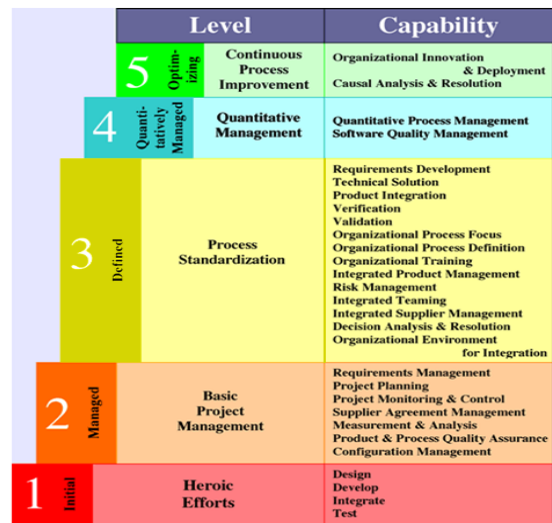 Level Capability
5
Optim-
izing
Continuous
Process
Improvement
Organizational Innovation
& Deployment
Causal Analysis & Resolution
4
Quanti-
tatively
Managed
Quantitative
Management
Quantitative Process Management
Software Quality Management
3
Defined
Process
Standardization
Requirements Development
Technical Solution
Product Integration
Verification
Validation
Organizational Process Focus
Organizational Process Definition
Organizational Training
Integrated Product Management
Risk Management
Integrated Teaming
Integrated Supplier Management
Decision Analysis & Resolution
Organizational Environment
for Integration
2
Managed
Basic
Project
Management
Requirements Management
Project Planning
Project Monitoring & Control
Supplier Agreement Management
Measurement & Analysis
Product & Process Quality Assurance
Configuration Management
1
Initial
Heroic
Efforts
Design
Develop
Integrate
Test